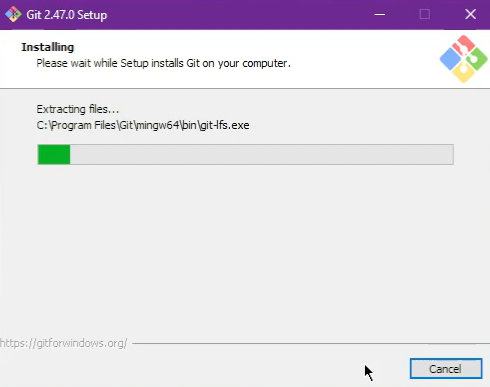 Git 2.47.0 Setup
Installing
Please wait while Setup installs Git on your computer.
Extracting files...
C:\Program Files\Git\mingw64\bin\git-lfs.exe
https://gitforwindows.org/
Cancel